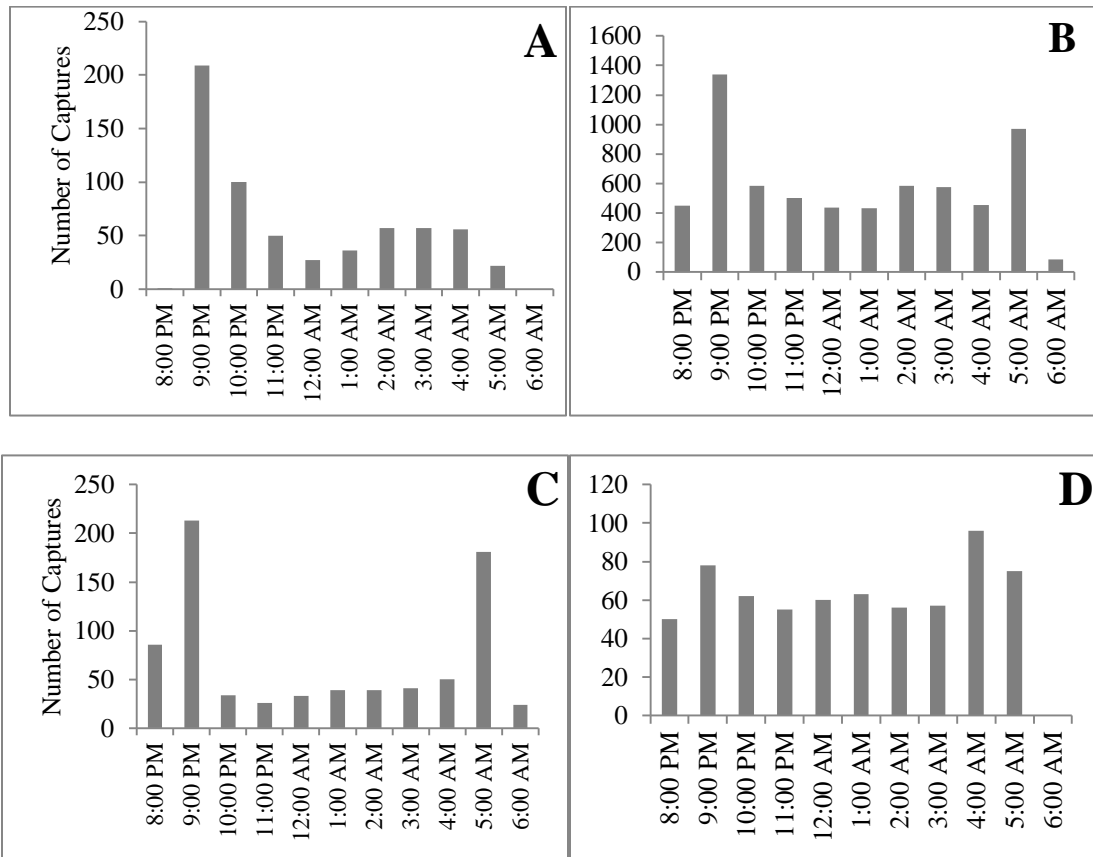 A
Number of Captures
250
200
150
100
50
0
8:00 PM
9:00 PM
10:00 PM
11:00 PM
12:00 AM
1:00 AM
2:00 AM
3:00 AM
4:00 AM
5:00 AM
6:00 AM
B
1600
1400
1200
1000
800
600
400
200
0
8:00 PM
9:00 PM
10:00 PM
11:00 PM
12:00 AM
1:00 AM
2:00 AM
3:00 AM
4:00 AM
5:00 AM
6:00 AM
C
Number of Captures
250
200
150
100
50
0
8:00 PM
9:00 PM
10:00 PM
11:00 PM
12:00 AM
1:00 AM
2:00 AM
3:00 AM
4:00 AM
5:00 AM
6:00 AM
D
120
100
80
60
40
20
0
8:00 PM
9:00 PM
10:00 PM
11:00 PM
12:00 AM
1:00 AM
2:00 AM
3:00 AM
4:00 AM
5:00 AM
6:00 AM